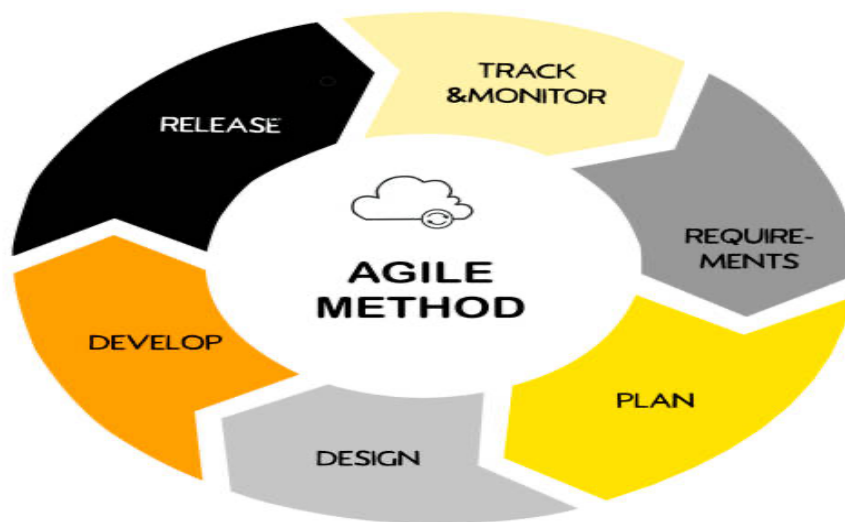 TRACK
&MONITOR
RELEASE
REQUIRE-
MENTS
AGILE
METHOD
DEVELOP
PLAN
DESIGN